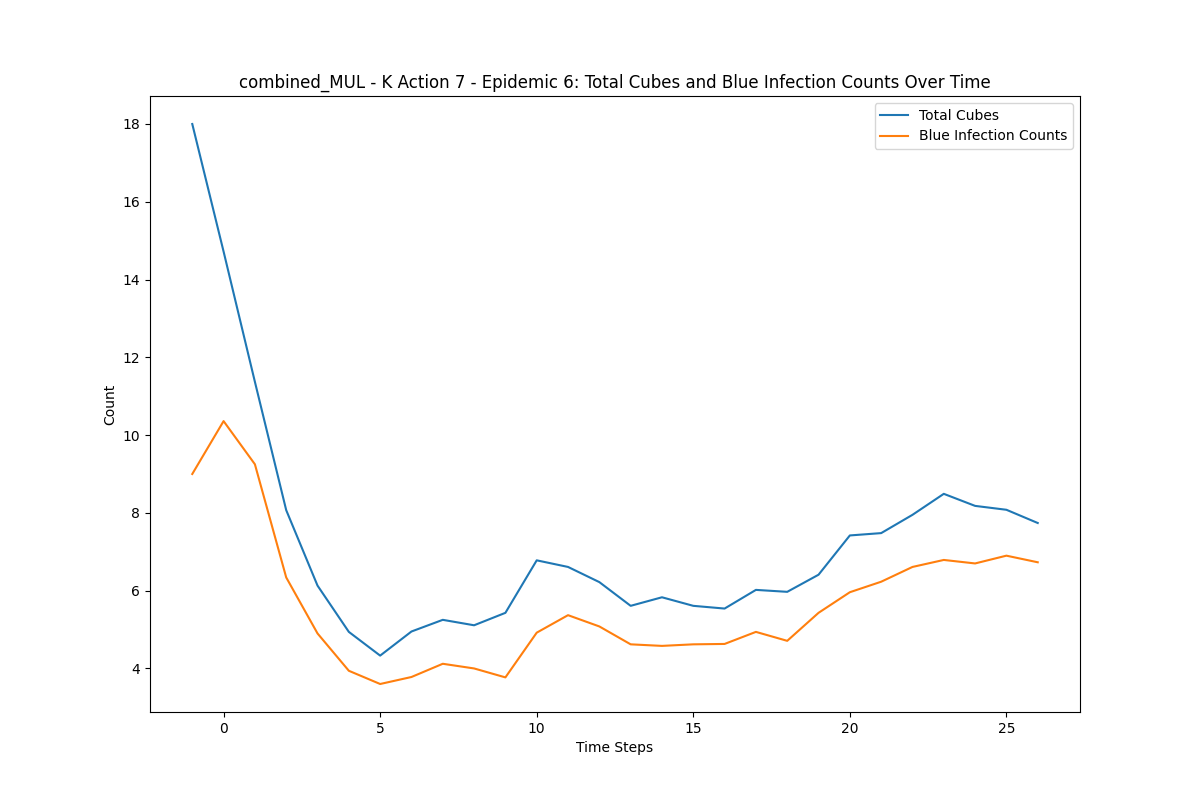 combined_MUL - K Action 7 - Epidemic 6: Total Cubes and Blue Infection Counts Over Time
Total Cubes
Blue Infection Counts
18
16
14
12
10
8
6
4
Count
0 5 10 15 20 25
Time Steps